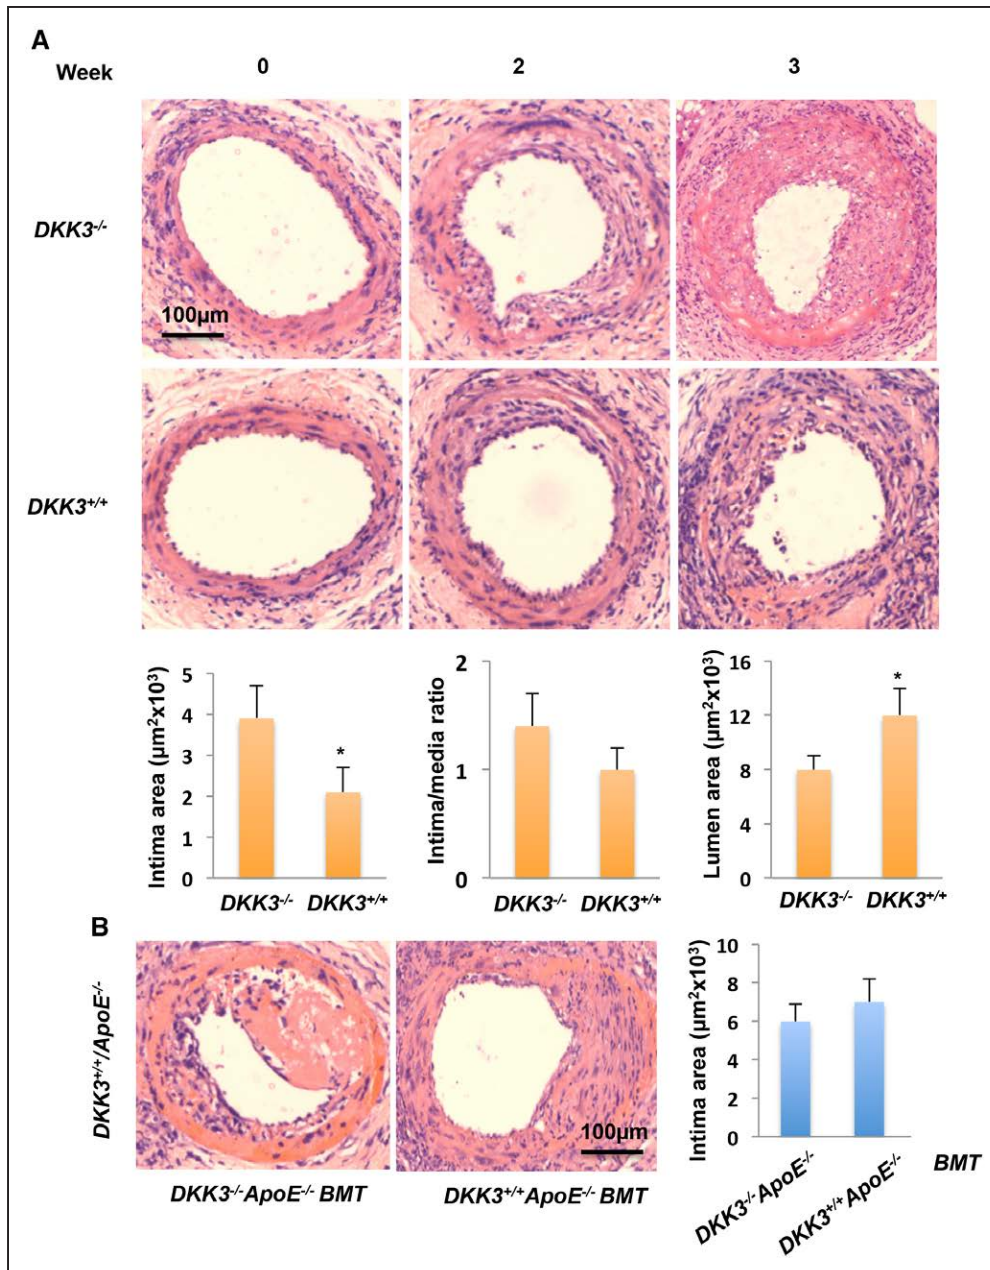 A
Week 0 2 3
DKK3-/-
100µm
DKK3+/+
Intima area (µm²x10³)
5
4
3
2
1
0
*
DKK3-/- DKK3+/+
Intima/media ratio
2
1
0
DKK3-/- DKK3+/+
Lumen area (µm²x10³)
16
12
8
4
0
*
DKK3-/- DKK3+/+
B
DKK3+/+/ApoE-/-
100µm
DKK3-/-ApoE-/- BMT
DKK3+/+ApoE-/- BMT
Intima area (µm²x10³)
10
8
6
4
2
0
DKK3-/-ApoE-/-
DKK3+/+ApoE-/-
BMT